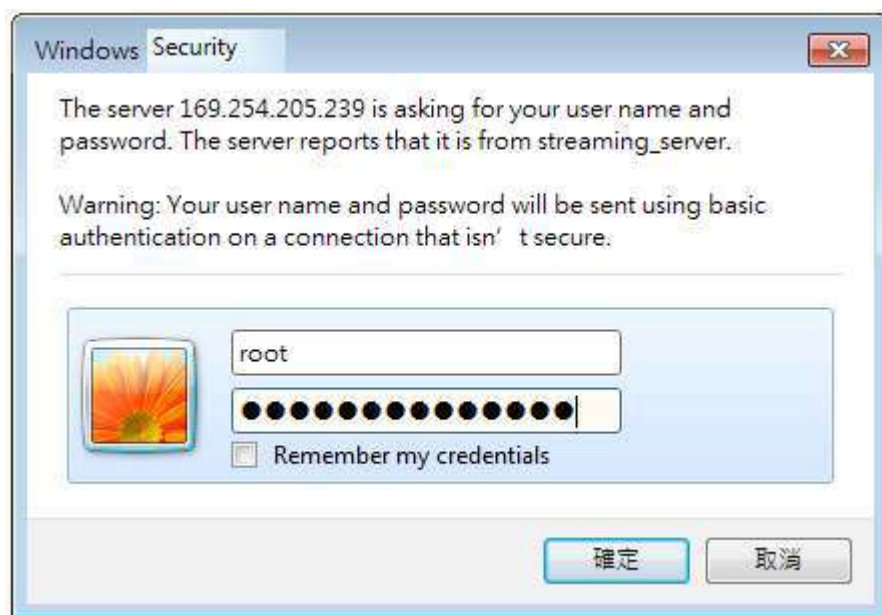 Windows Security
The server 169.254.205.239 is asking for your user name and
password. The server reports that it is from streaming_server.
Warning: Your user name and password will be sent using basic
authentication on a connection that isn’ t secure.
root
●●●●●●●●●●●●●●
Remember my credentials
確定
取消